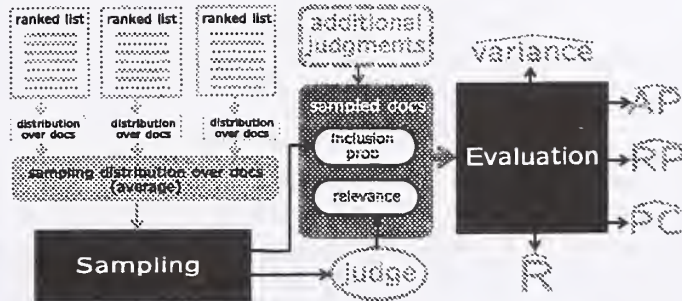 ranked list ranked list ranked list
distribution over docs
distribution over docs
distribution over docs
sampling distribution over docs
(average)
Sampling
additional
judgments
sampled docs
inclusion
prob
relevance
judge
variance
Evaluation
AP
RP
PC
R